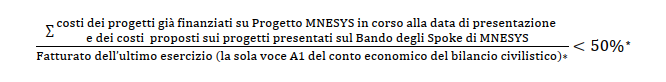 ∑ costi dei progetti già finanziati su Progetto MNESYS in corso alla data di presentazione
e dei costi proposti sui progetti presentati sul Bando degli Spoke di MNESYS
Fatturato dell'ultimo esercizio (la sola voce A1 del conto economico del bilancio civilistico)*
< 50%*